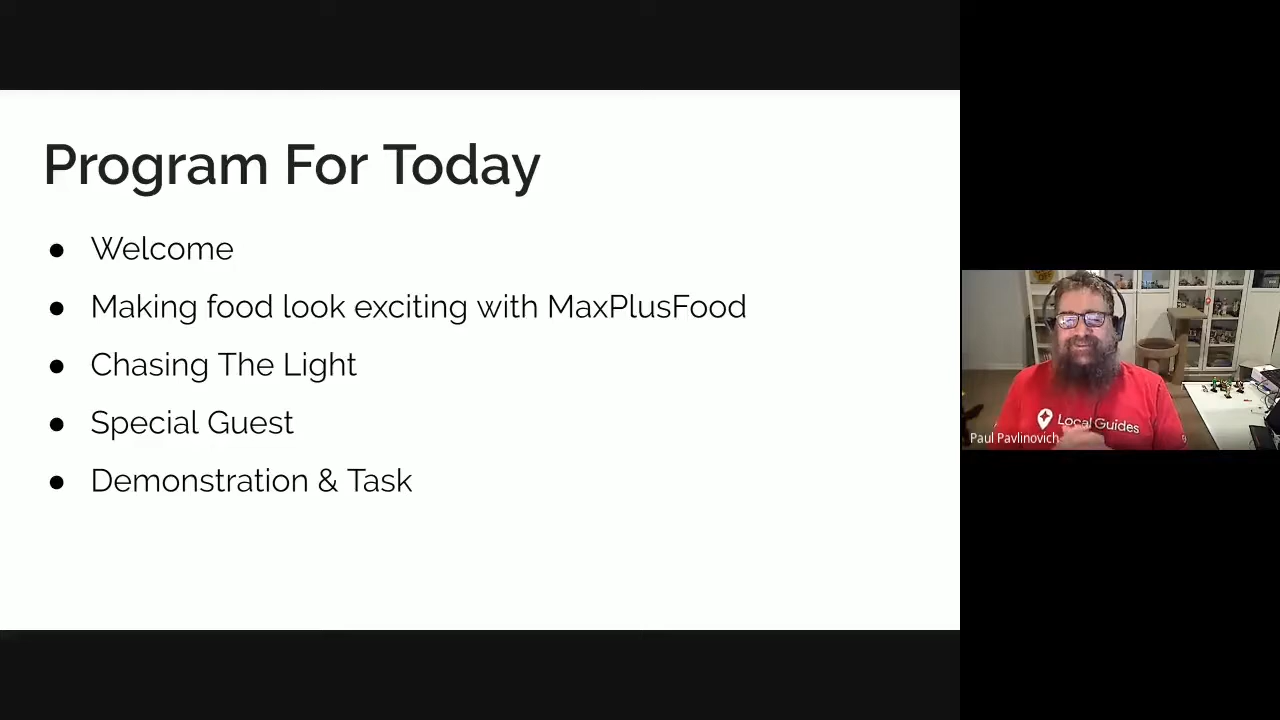 Program For Today
● Welcome
● Making food look exciting with MaxPlusFood
● Chasing The Light
● Special Guest
● Demonstration & Task
Local Guides
Paul Pavlinovich